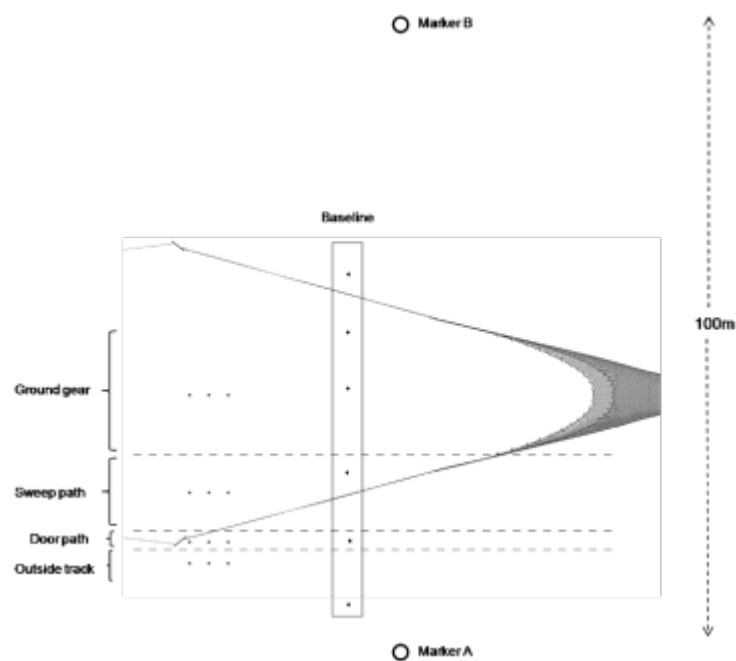 Marker B
Baseline
100m
Ground gear
Sweep path
Door path
Outside track
Marker A